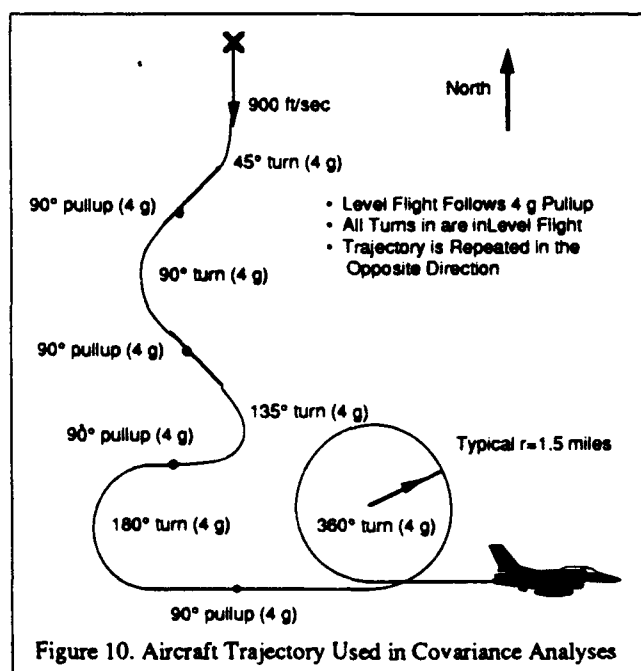 North
900 ft/sec
45° turn (4 g)
90° pullup (4 g)
• Level Flight Follows 4 g Pullup
• All Turns in are inLevel Flight
• Trajectory is Repeated in the
Opposite Direction
90° turn (4 g)
90° pullup (4 g)
135° turn (4 g)
90° pullup (4 g)
Typical r=1.5 miles
180° turn (4 g)
360° turn (4 g)
90° pullup (4 g)
Figure 10. Aircraft Trajectory Used in Covariance Analyses